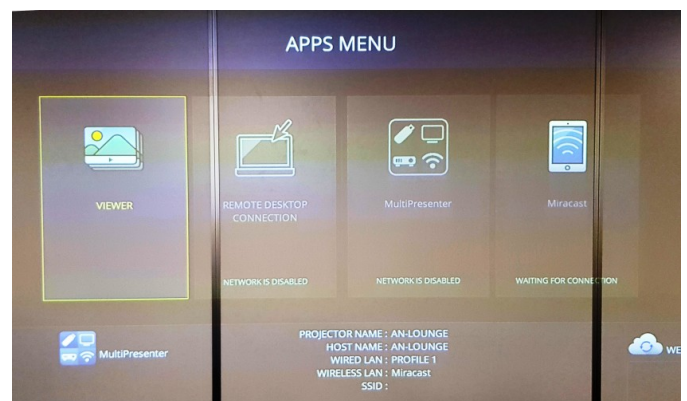 APPS MENU
VIEWER
REMOTE DESKTOP
CONNECTION
MultiPresenter
Miracast
NETWORK IS DISABLED
NETWORK IS DISABLED
WAITING FOR CONNECTION
MultiPresenter
PROJECTOR NAME : AN-LOUNGE
HOST NAME : AN-LOUNGE
WIRED LAN : PROFILE 1
WIRELESS LAN : Miracast
SSID :
WE